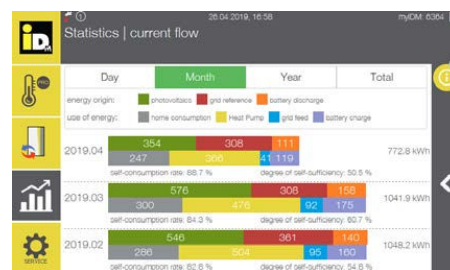 26.04.2019, 16:58
myIDM: 6364
Statistics | current flow
iDM
PRO
Day Month Year Total
energy origin: photovoltaics grid reference battery discharge
use of energy: home consumption Heat Pump grid feed battery charge
2019.04 354 308 111 772.8 kWh
247 366 41 119
self-consumption rate: 88.7 % degree of self-sufficiency: 50.5 %
2019.03 576 308 158 1041.9 kWh
300 476 92 175
self-consumption rate: 84.3 % degree of self-sufficiency: 60.7 %
2019.02 546 361 140 1048.2 kWh
286 504 95 160
self-consumption rate: 82.6 % degree of self-sufficiency: 54.6 %
SERVICE